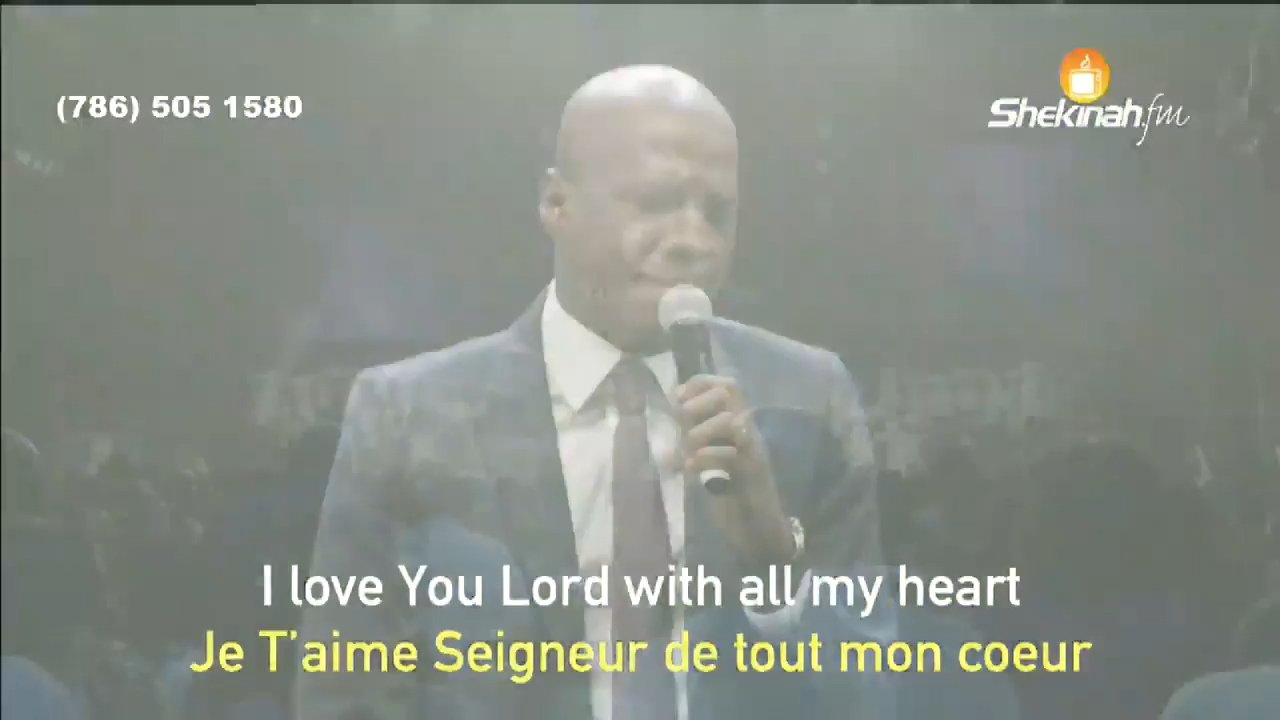 (786) 505 1580
Shekinah.fm
I love You Lord with all my heart
Je T'aime Seigneur de tout mon coeur